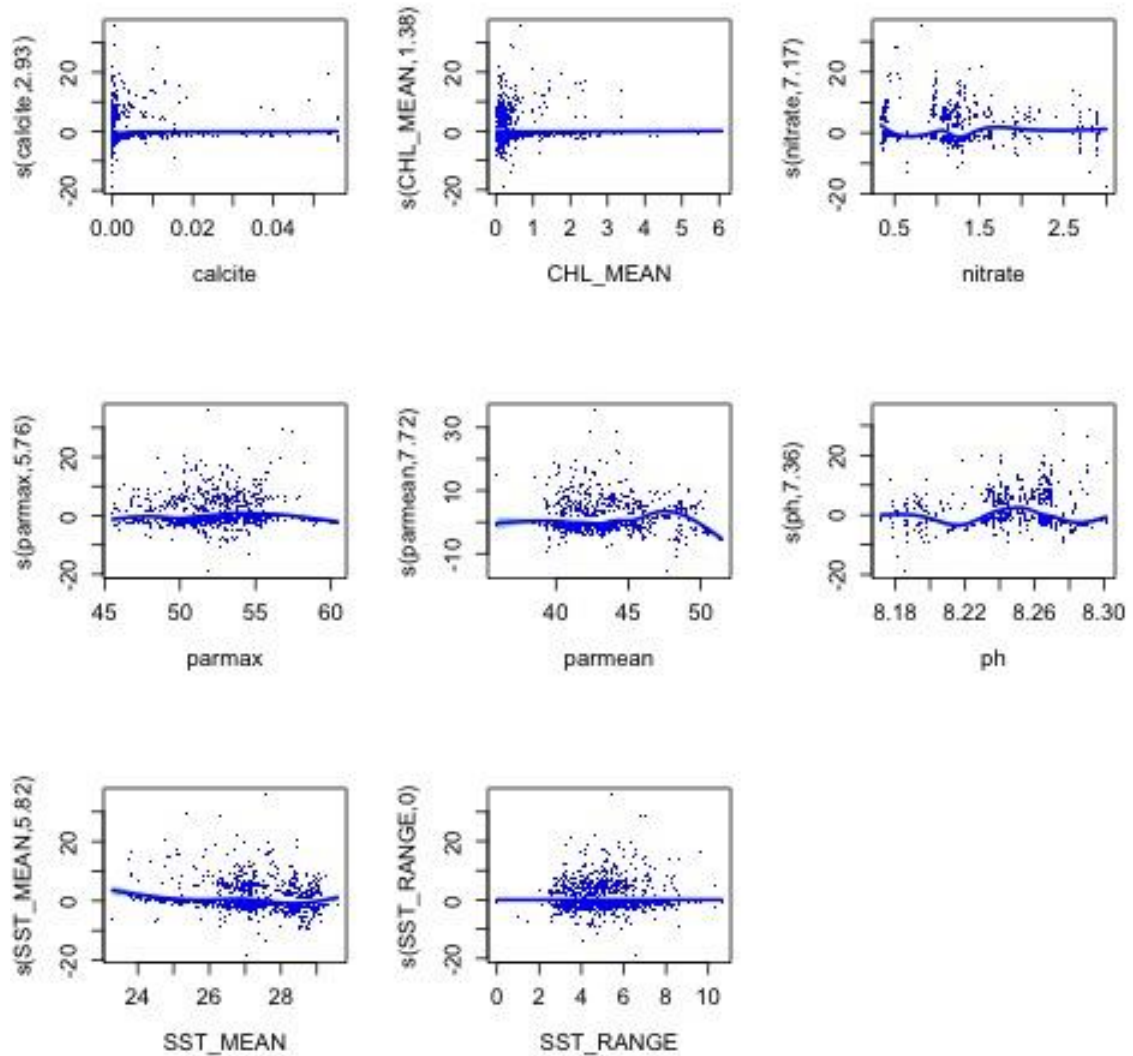 s(calcite,2.93)
20
0
-20
0.00 0.02 0.04
calcite
s(CHL_MEAN,1.38)
20
0
-20
0 1 2 3 4 5 6
CHL_MEAN
s(nitrate,7.17)
20
0
-20
0.5 1.5 2.5
nitrate
s(parmax,5.76)
20
0
-20
45 50 55 60
parmax
s(parmean,7.72)
30
10
-10
40 45 50
parmean
s(ph,7.36)
20
0
-20
8.18 8.22 8.26 8.30
ph
s(SST_MEAN,5.82)
20
0
-20
24 26 28
SST_MEAN
s(SST_RANGE,0)
20
0
-20
0 2 4 6 8 10
SST_RANGE